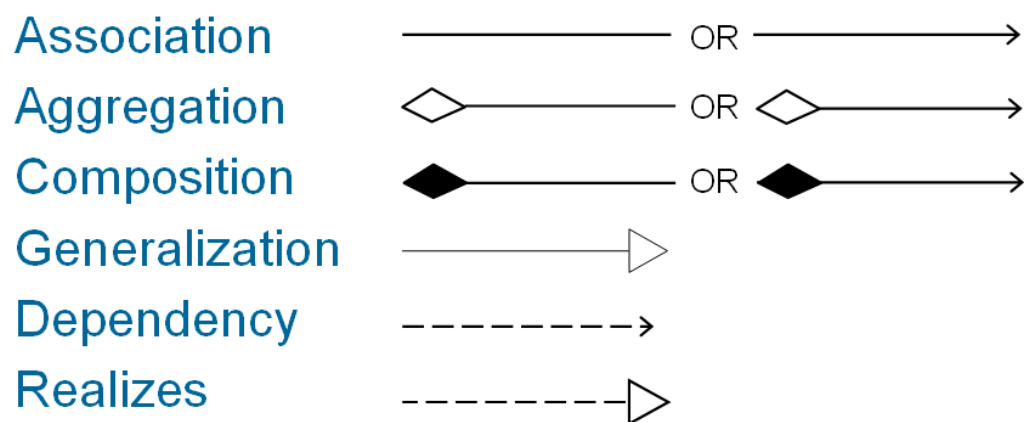 Association OR
Aggregation OR
Composition OR
Generalization
Dependency
Realizes